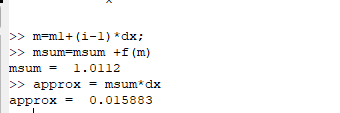 >> m=m1+(i-1)*dx;
>> msum=msum +f(m)
msum =  1.0112
>> approx = msum*dx
approx =  0.015883